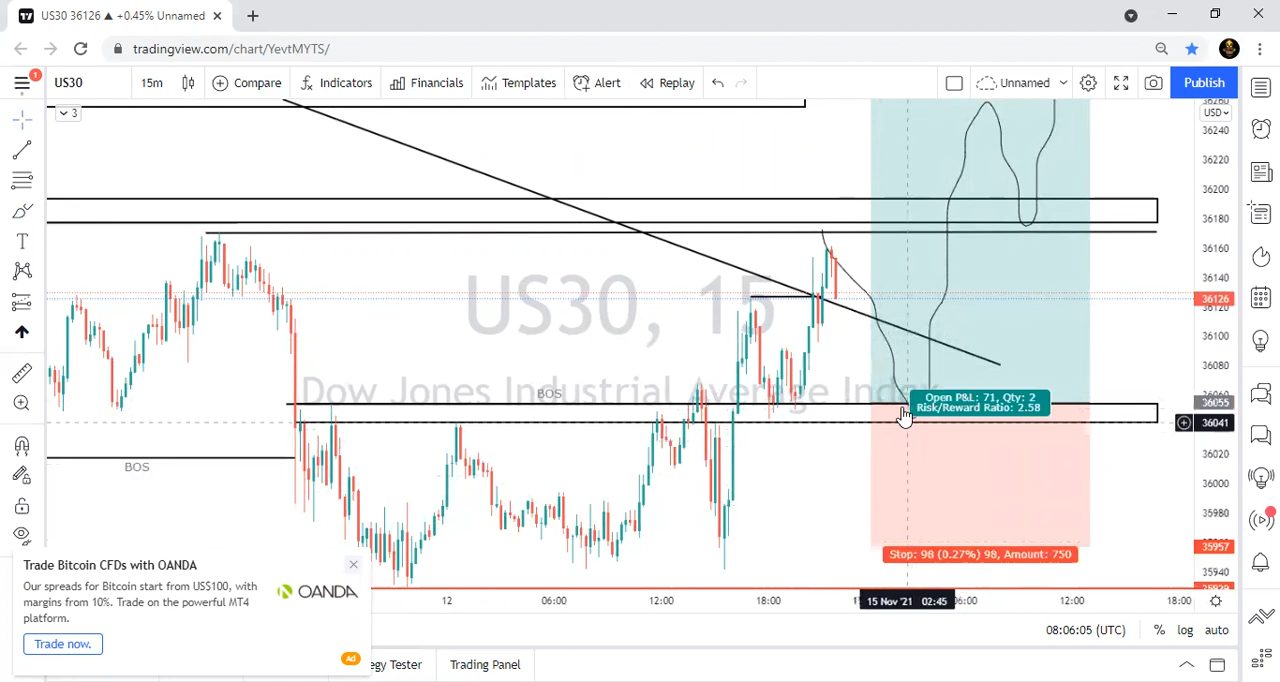 US30 36126 ▲ +0.45% Unnamed
tradingview.com/chart/YevtMYTS/
1
US30
15m
Compare
Indicators
Financials
Templates
Alert
Replay
Unnamed
Publish
3
USD
36260
36240
36220
36200
36180
36160
36140
36126
36100
36080
36060
36055
36041
36020
36000
35980
35957
35940
US30, 15
Dow Jones Industrial Average Index
BOS
BOS
Open P&L: 71, Qty: 2
Risk/Reward Ratio: 2.58
Stop: 98 (0.27%) 98, Amount: 750
Trade Bitcoin CFDs with OANDA
Our spreads for Bitcoin start from US$100, with
margins from 10%. Trade on the powerful MT4
platform.
OANDA
Trade now.
Ad
12
06:00
12:00
18:00
15 Nov '21 02:45
06:00
12:00
18:00
08:06:05 (UTC)
%
log
auto
egy Tester
Trading Panel